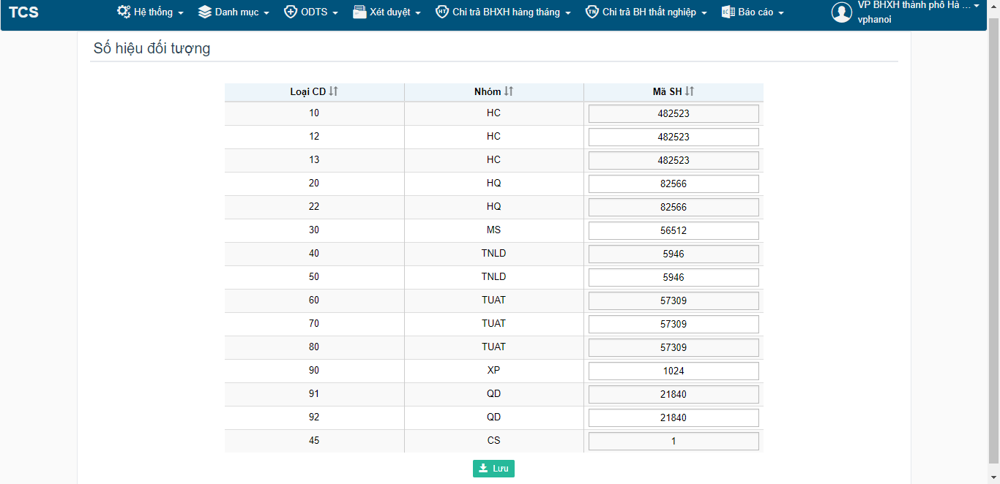 TCS Hệ thống Danh mục ODTS Xét duyệt Chi trả BHXH hàng tháng Chi trả BH thất nghiệp Báo cáo VP BHXH thành phố Hà ...
vphanoi
Số hiệu đối tượng
Loại CD Nhóm Mã SH
10 HC 482523
12 HC 482523
13 HC 482523
20 HQ 82566
22 HQ 82566
30 MS 56512
40 TNLD 5946
50 TNLD 5946
60 TUAT 57309
70 TUAT 57309
80 TUAT 57309
90 XP 1024
91 QD 21840
92 QD 21840
45 CS 1
Lưu